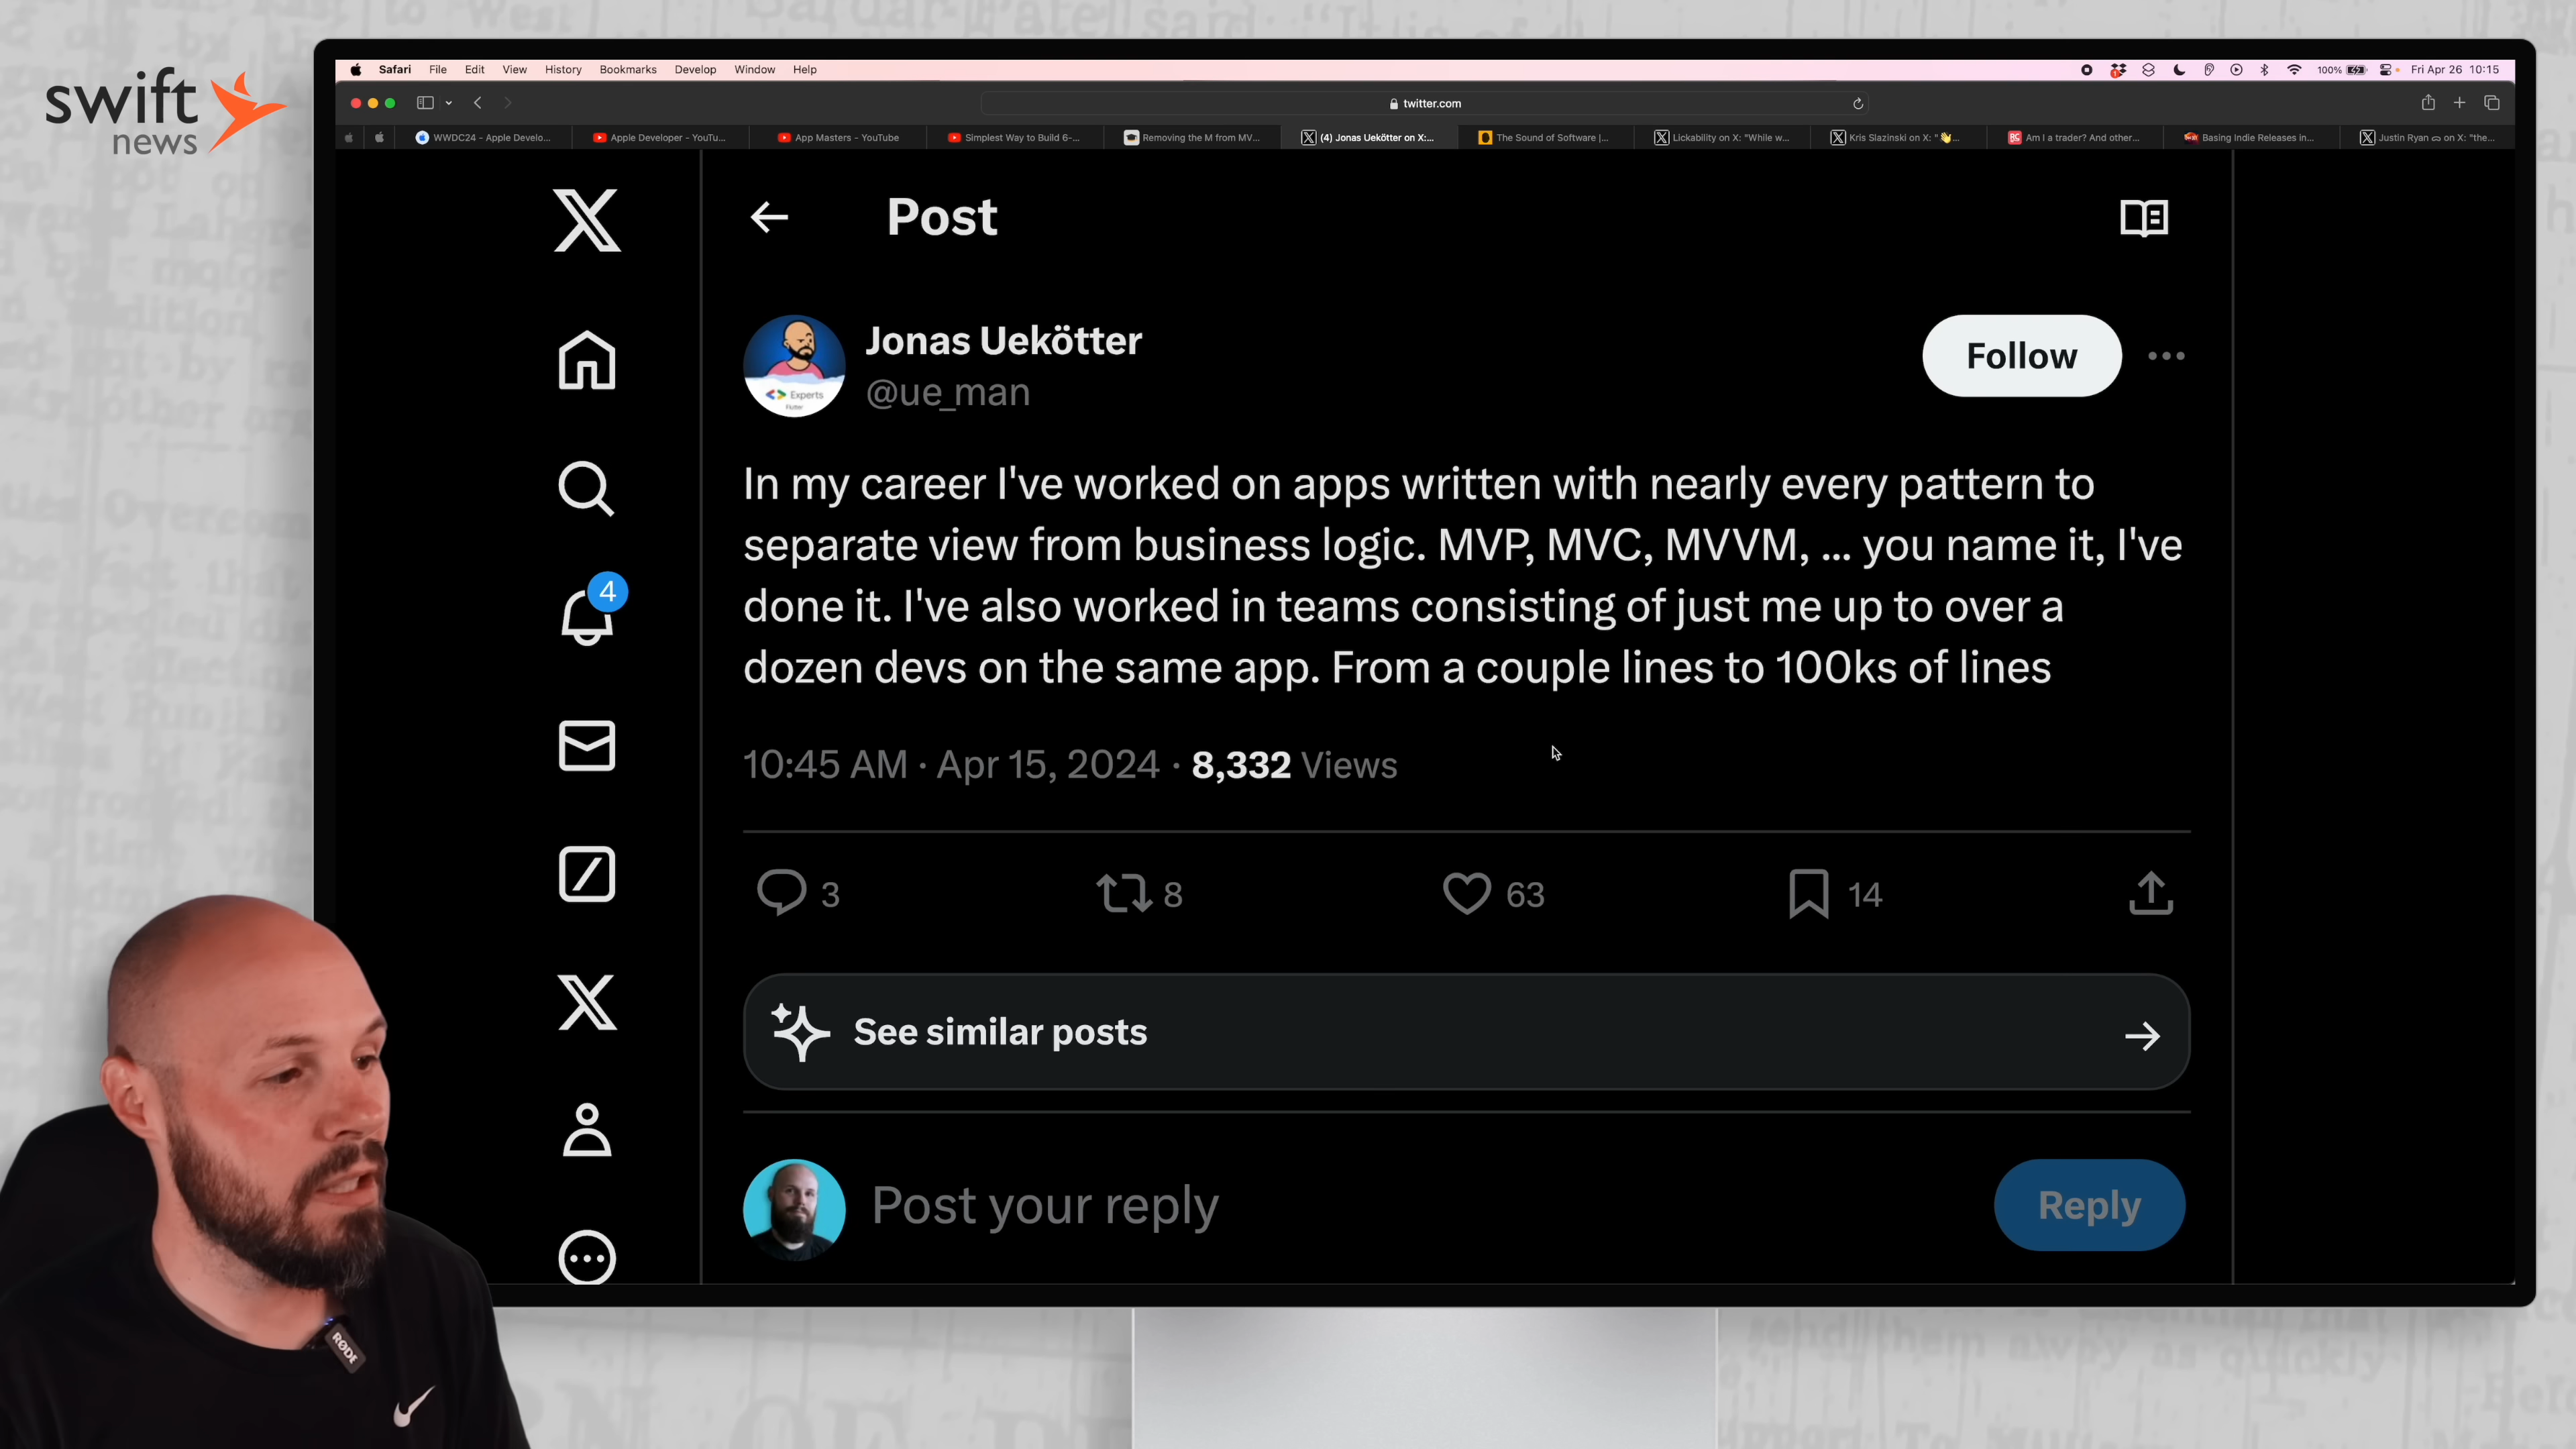 swift
news
Safari File Edit View History Bookmarks Develop Window Help
100% Fri Apr 26 10:15
twitter.com
WWDC24 - Apple Develo...
Apple Developer - YouTu...
App Masters - YouTube
Simplest Way to Build 6-...
Removing the M from MV...
(4) Jonas Uekötter on X:...
The Sound of Software |...
Lickability on X: "While w...
Kris Slazinski on X: "👋...
Am I a trader? And other...
Basing Indie Releases in...
Justin Ryan on X: "the...
Post
Jonas Uekötter
@ue_man
Experts
Flutter
Follow
In my career I've worked on apps written with nearly every pattern to
separate view from business logic. MVP, MVC, MVVM, ... you name it, I've
done it. I've also worked in teams consisting of just me up to over a
dozen devs on the same app. From a couple lines to 100ks of lines
4
10:45 AM · Apr 15, 2024 · 8,332 Views
3 8 63 14
See similar posts
Post your reply
Reply
RØDE